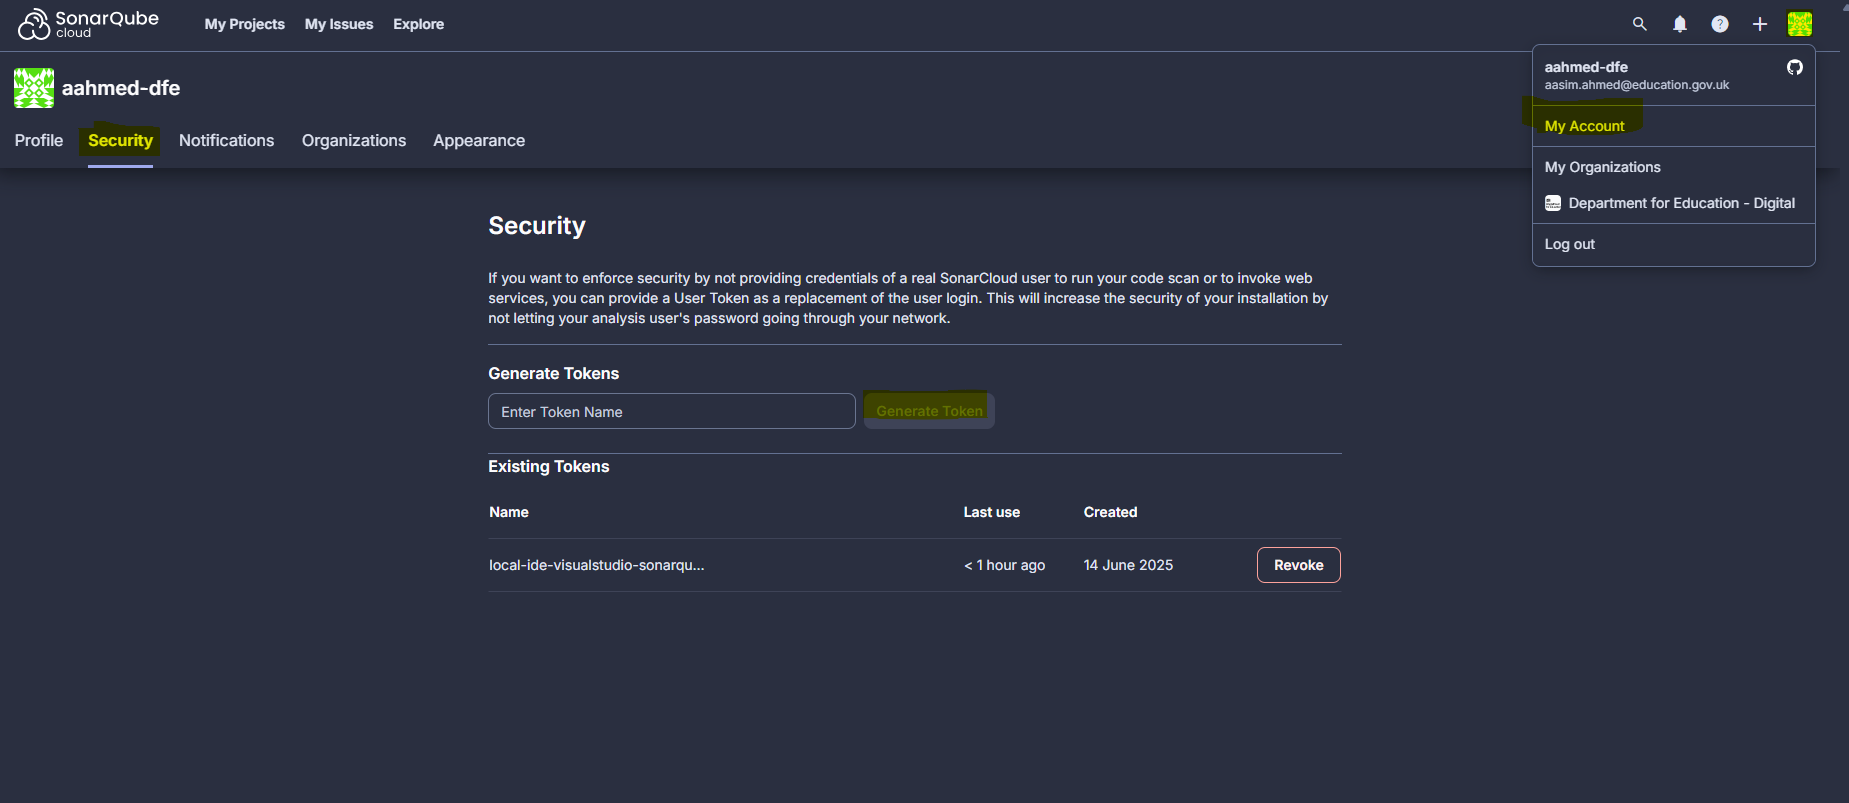 SonarQube
cloud
My Projects
My Issues
Explore
?
aahmed-dfe
aahmed-dfe
aasim.ahmed@education.gov.uk
My Account
My Organizations
Department for Education - Digital
Log out
Profile
Security
Notifications
Organizations
Appearance
Security
If you want to enforce security by not providing credentials of a real SonarCloud user to run your code scan or to invoke web
services, you can provide a User Token as a replacement of the user login. This will increase the security of your installation by
not letting your analysis user's password going through your network.
Generate Tokens
Enter Token Name
Generate Token
Existing Tokens
Name
Last use
Created
local-ide-visualstudio-sonarqu...
< 1 hour ago
14 June 2025
Revoke